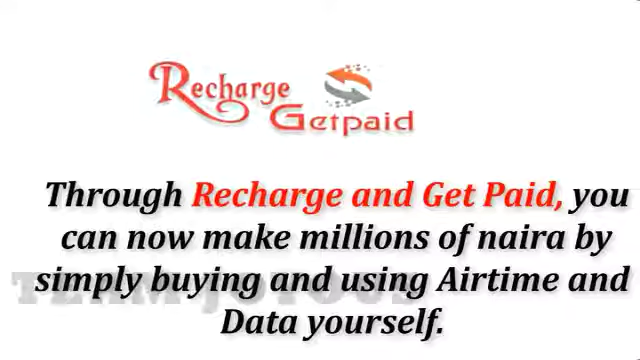 Recharge
Getpaid
Through Recharge and Get Paid, you
can now make millions of naira by
simply buying and using Airtime and
Data yourself.
TEAM